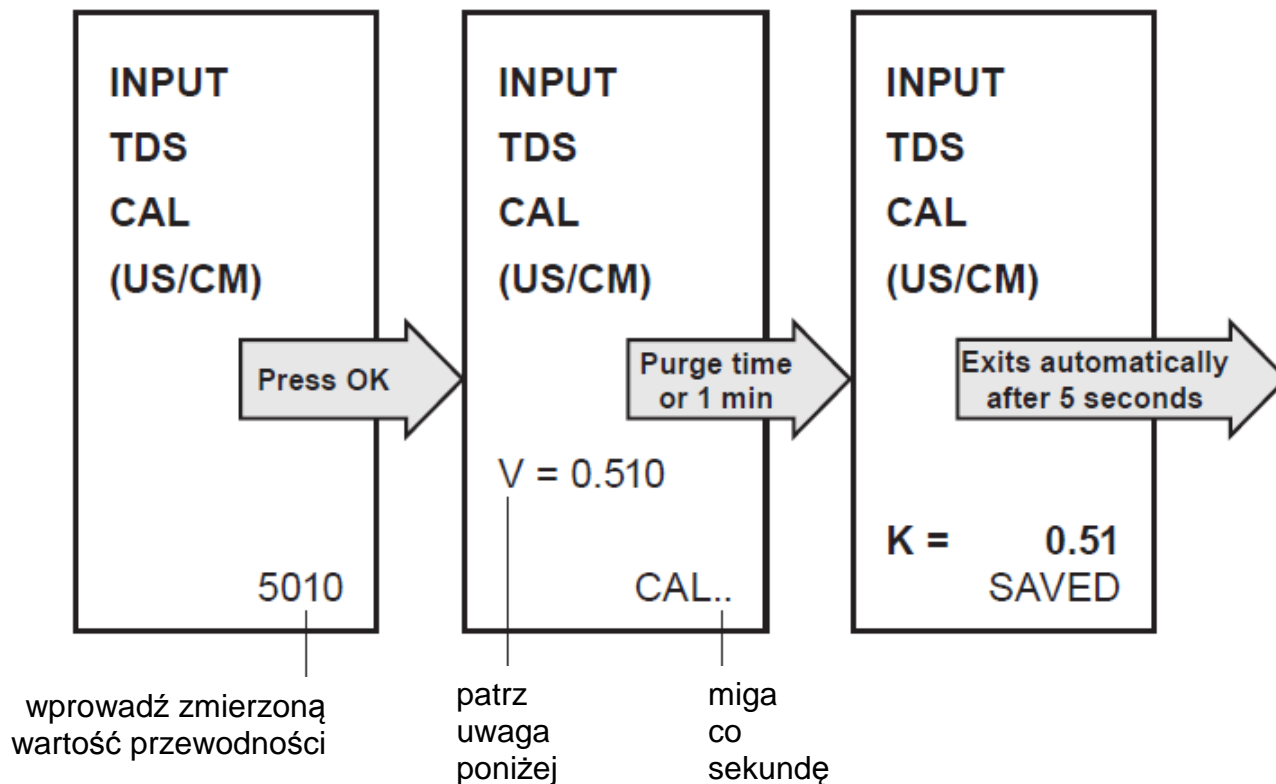 INPUT
TDS
CAL
(US/CM)
Press OK
5010
wprowadź zmierzoną
wartość przewodności
INPUT
TDS
CAL
(US/CM)
Purge time
or 1 min
V = 0.510
CAL..
patrz
uwaga
poniżej
miga
co
sekundę
INPUT
TDS
CAL
(US/CM)
Exits automatically
after 5 seconds
K = 0.51
SAVED